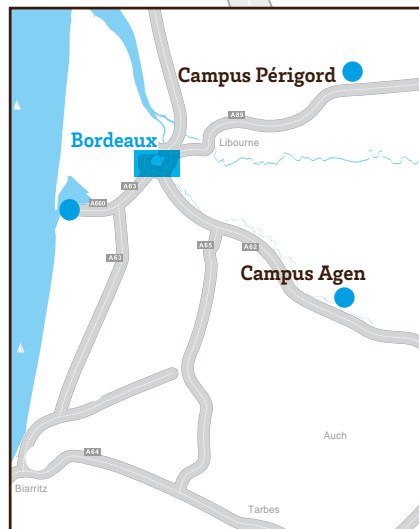 Campus Périgord
A89
Bordeaux
Libourne
A63
A660
A65
A62
A63
Campus Agen
Auch
A64
Biarritz
Tarbes